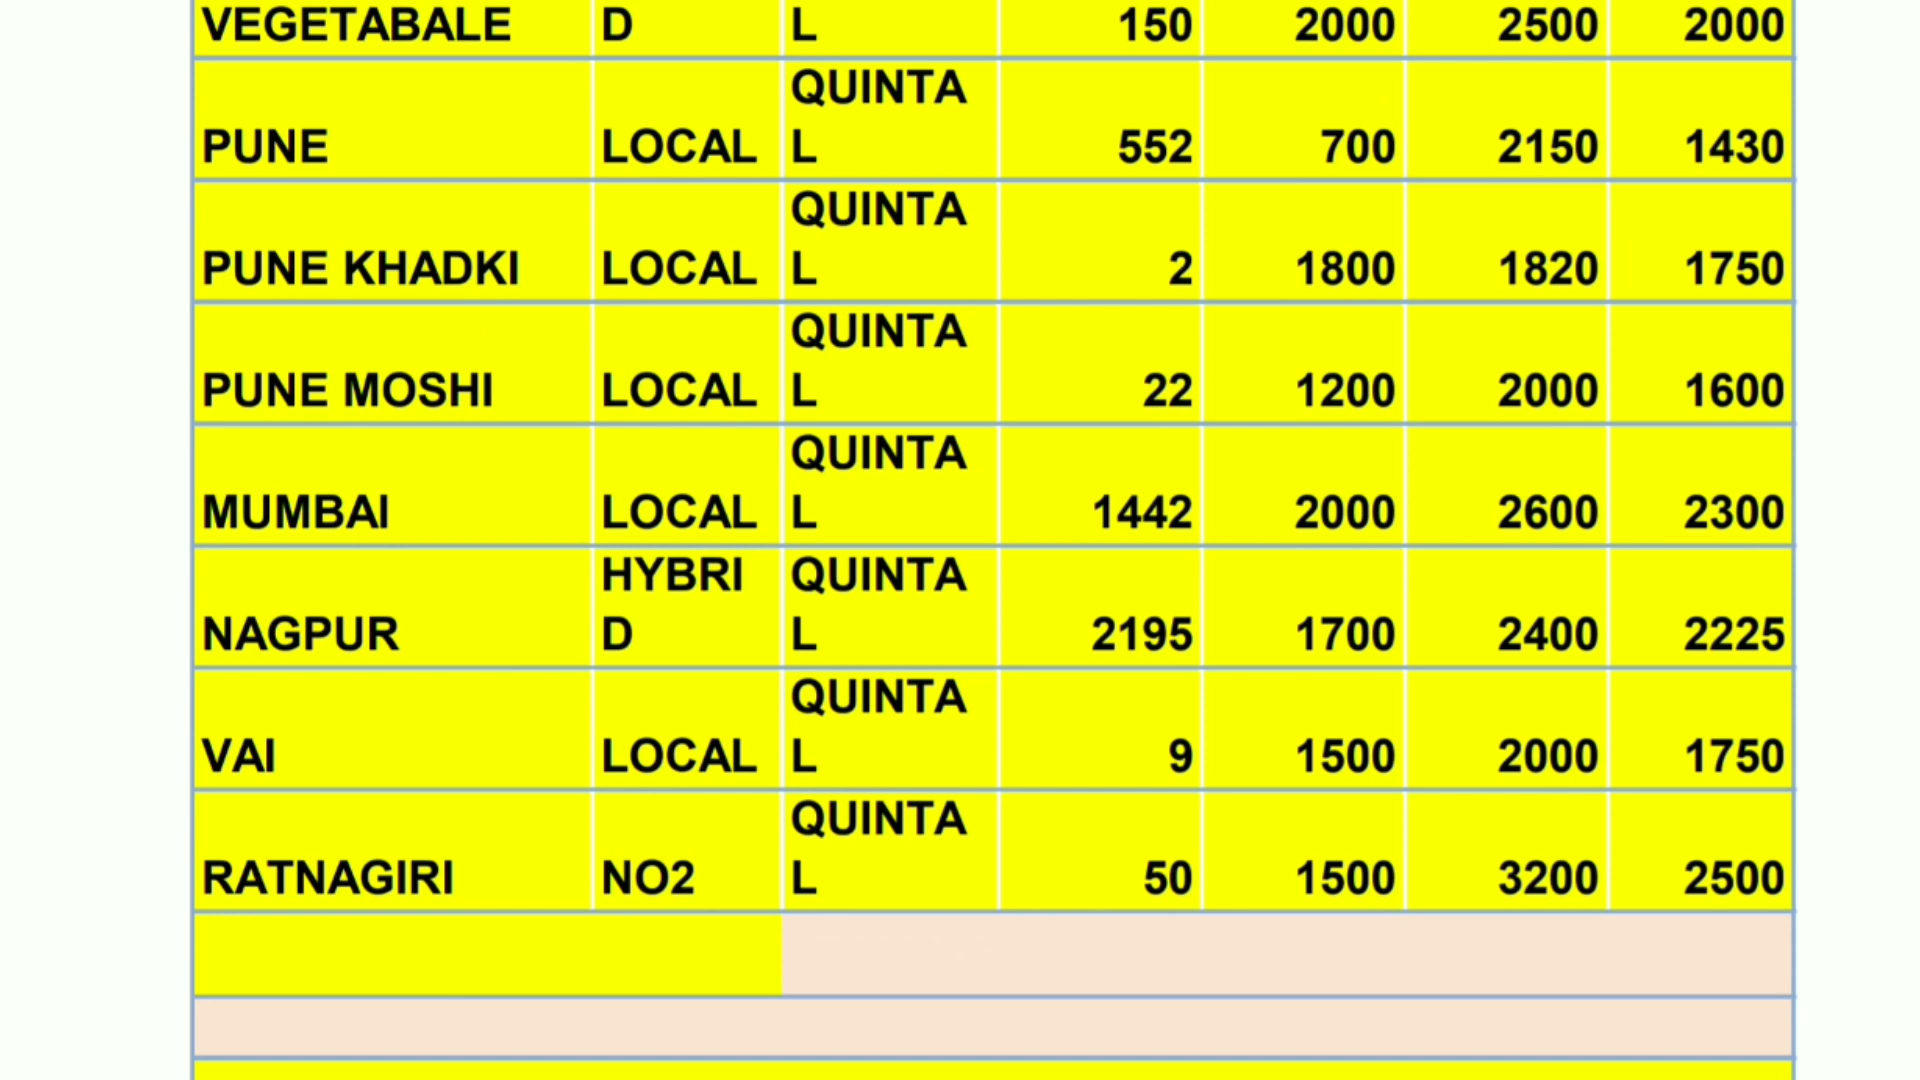 VEGETABALE D L 150 2000 2500 2000
QUINTA
PUNE LOCAL L 552 700 2150 1430
QUINTA
PUNE KHADKI LOCAL L 2 1800 1820 1750
QUINTA
PUNE MOSHI LOCAL L 22 1200 2000 1600
QUINTA
MUMBAI LOCAL L 1442 2000 2600 2300
HYBRI QUINTA
NAGPUR D L 2195 1700 2400 2225
QUINTA
VAI LOCAL L 9 1500 2000 1750
QUINTA
RATNAGIRI NO2 L 50 1500 3200 2500